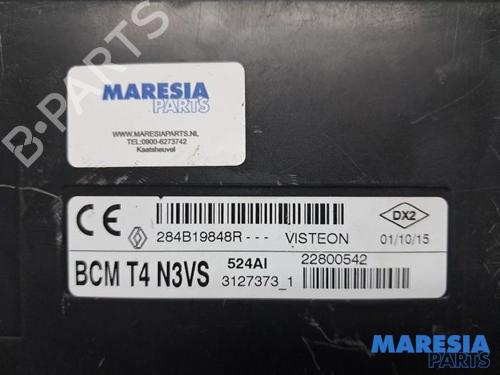 B-PARTS
MARESIA
PARTS
WWW.MARESIAPARTS.NL
TEL:0900-6273742
Kaatsheuvel
CE
284B19848R--- VISTEON
DX2
01/10/15
BCM T4 N3VS 524AI 22800542
3127373_1
MARESIA
PARTS